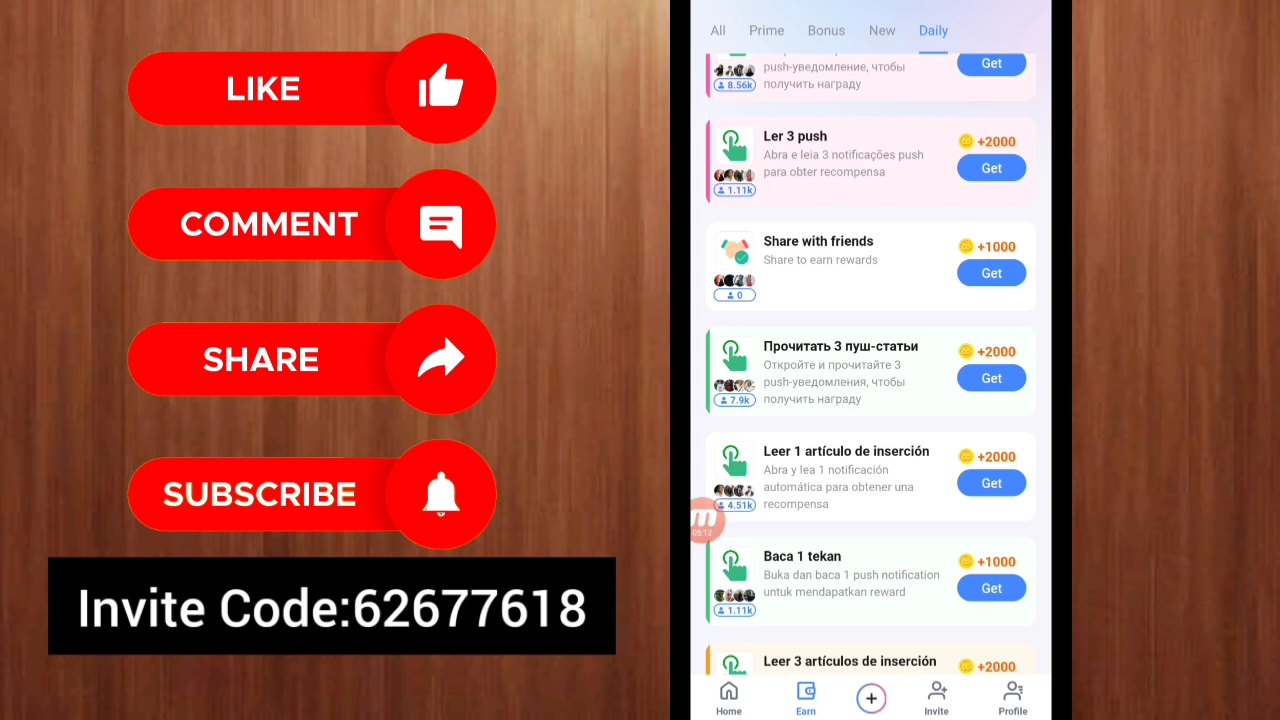 LIKE
COMMENT
SHARE
SUBSCRIBE
Invite Code:62677618
All Prime Bonus New Daily
push-уведомление, чтобы
получить награду
8.56k
Get
Ler 3 push
Abra e leia 3 notificações push
para obter recompensa
1.11k
+2000
Get
Share with friends
Share to earn rewards
0
+1000
Get
Прочитать 3 пуш-статьи
Откройте и прочитайте 3
push-уведомления, чтобы
получить награду
7.9k
+2000
Get
Leer 1 artículo de inserción
Abra y lea 1 notificación
automática para obtener una
recompensa
4.51k
+2000
Get
05.12
Baca 1 tekan
Buka dan baca 1 push notification
untuk mendapatkan reward
1.11k
+1000
Get
Leer 3 artículos de inserción
+2000
Home Earn Invite Profile